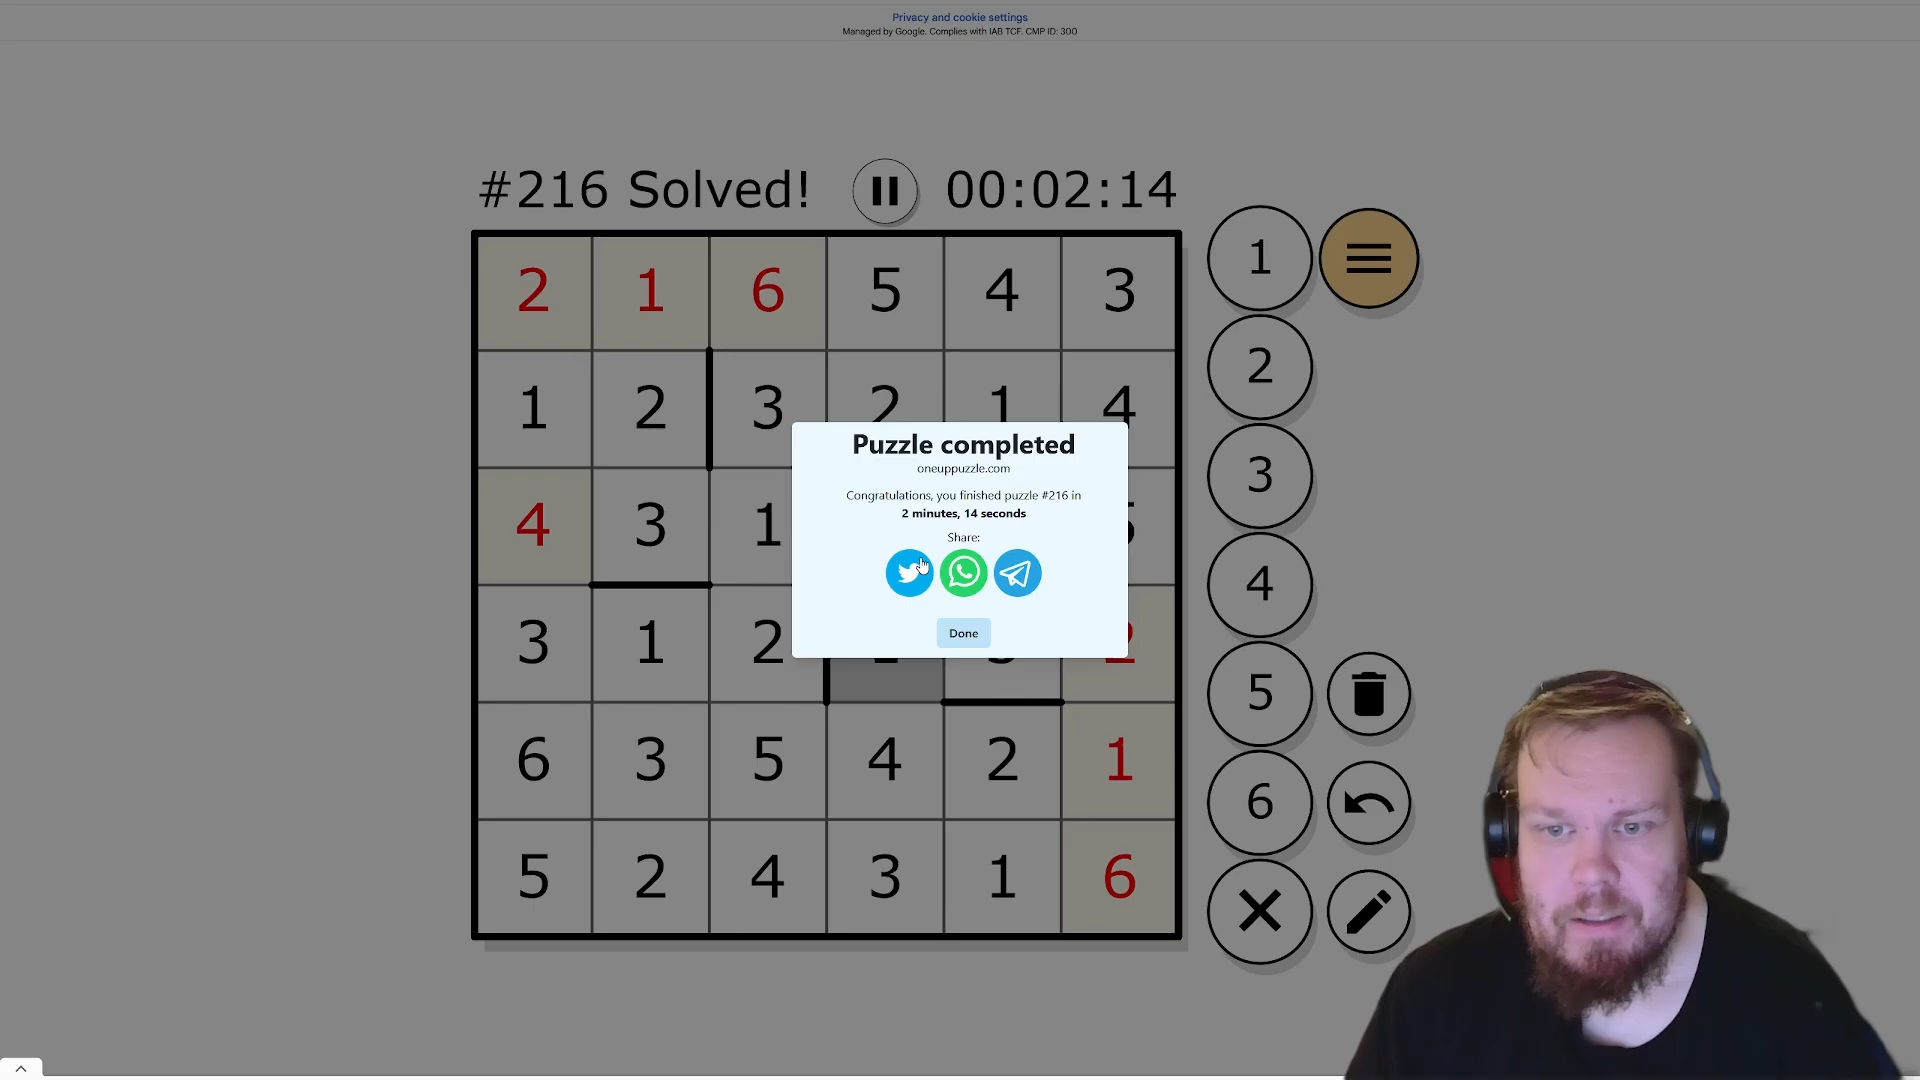 Privacy and cookie settings
Managed by Google. Complies with IAB TCF. CMP ID: 300
#216 Solved! 00:02:14
2 1 6 5 4 3
1 2 3 2 1 4
4 3 1
3 1 2 2
6 3 5 4 2 1
5 2 4 3 1 6
1
2
3
4
5
6
Puzzle completed
oneuppuzzle.com
Congratulations, you finished puzzle #216 in
2 minutes, 14 seconds
Share:
Done